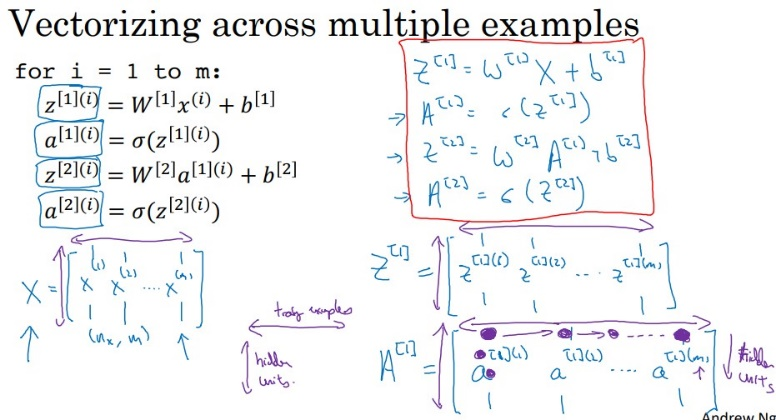 Vectorizing across multiple examples
for i = 1 to m:
z[1](i) = W[1]x(i) + b[1]
a[1](i) = σ(z[1](i))
z[2](i) = W[2]a[1](i) + b[2]
a[2](i) = σ(z[2](i))
Z[1] = W[1] X + b[1]
→ A[1] = σ(Z[1])
→ Z[2] = W[2] A[1] + b[2]
→ A[2] = σ(Z[2])
X = [ x(1) x(2) .... x(m) ]
(nx, m)
Z[1] = [ z[1](1) z[1](2) .... z[1](m) ]
training examples
hidden units.
A[1] = [ a[1](1) a[1](2) .... a[1](m) ]
hidden units
Andrew Ng